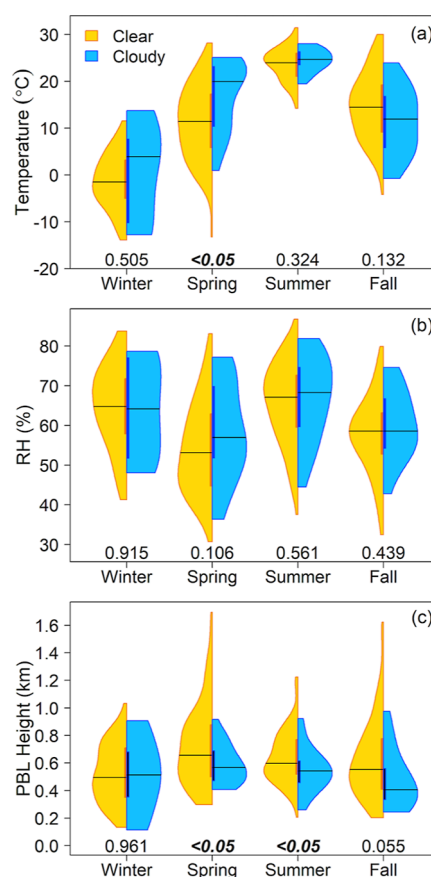 (a)
Clear
Cloudy
Temperature (°C)
30
20
10
0
-10
-20
0.505 <0.05 0.324 0.132
Winter Spring Summer Fall
(b)
RH (%)
80
70
60
50
40
30
0.915 0.106 0.561 0.439
Winter Spring Summer Fall
(c)
PBL Height (km)
1.6
1.4
1.2
1.0
0.8
0.6
0.4
0.2
0.0
0.961 <0.05 <0.05 0.055
Winter Spring Summer Fall